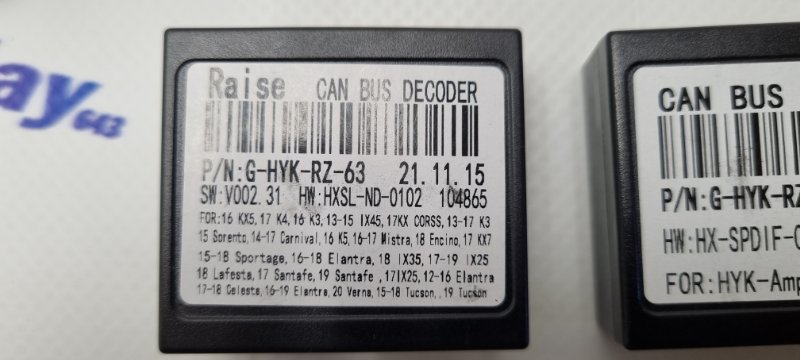 ay643
Raise CAN BUS DECODER
P/N:G-HYK-RZ-63 21.11.15
SW:V002.31 HW:HXSL-ND-0102 104865
FOR:16 KX5,17 K4,16 K3,13-15 IX45,17KX CORSS,13-17 K3
15 Sorento,14-17 Carnival,16 K5,16-17 Mistra,18 Encino,17 KX7
15-18 Sportage,16-18 Elantra,18 IX35,17-19 IX25
18 Lafesta,17 Santafe,19 Santafe ,17IX25,12-16 Elantra
17-18 Celesta,16-19 Elantra,20 Verna,15-18 Tucson,,19 Tucson
CAN BUS
P/N:G-HYK-RZ
HW:HX-SPDIF-
FOR:HYK-Amp